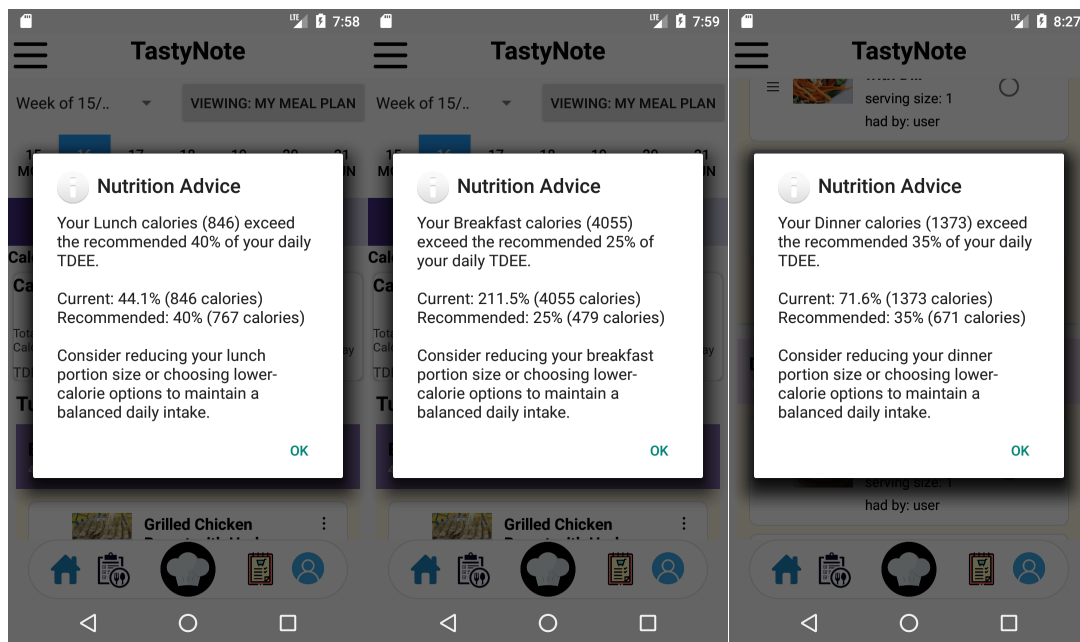 LTE 7:58
TastyNote
Week of 15/..
VIEWING: MY MEAL PLAN
Nutrition Advice
Your Lunch calories (846) exceed
the recommended 40% of your daily
TDEE.
Current: 44.1% (846 calories)
Recommended: 40% (767 calories)
Consider reducing your lunch
portion size or choosing lower-
calorie options to maintain a
balanced daily intake.
OK
Grilled Chicken
LTE 7:59
TastyNote
Week of 15/..
VIEWING: MY MEAL PLAN
Nutrition Advice
Your Breakfast calories (4055)
exceed the recommended 25% of
your daily TDEE.
Current: 211.5% (4055 calories)
Recommended: 25% (479 calories)
Consider reducing your breakfast
portion size or choosing lower-
calorie options to maintain a
balanced daily intake.
OK
Grilled Chicken
LTE 8:27
TastyNote
serving size: 1
had by: user
Nutrition Advice
Your Dinner calories (1373) exceed
the recommended 35% of your daily
TDEE.
Current: 71.6% (1373 calories)
Recommended: 35% (671 calories)
Consider reducing your dinner
portion size or choosing lower-
calorie options to maintain a
balanced daily intake.
OK
serving size: 1
had by: user